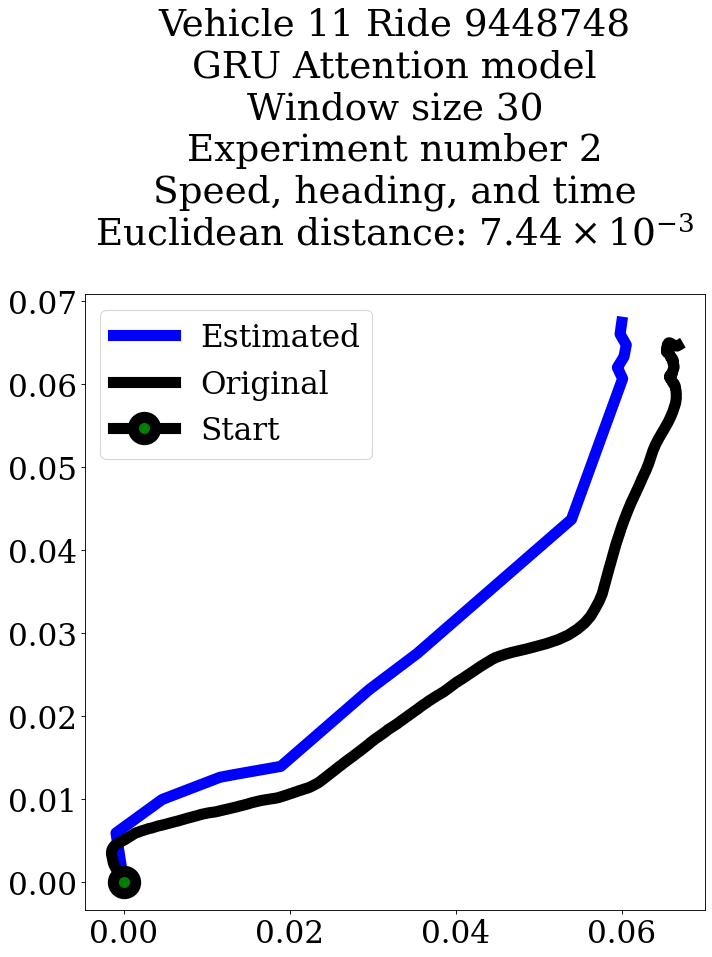 Vehicle 11 Ride 9448748
GRU Attention model
Window size 30
Experiment number 2
Speed, heading, and time
Euclidean distance: 7.44 × 10⁻³
0.07
0.06
0.05
0.04
0.03
0.02
0.01
0.00
Estimated
Original
Start
0.00 0.02 0.04 0.06